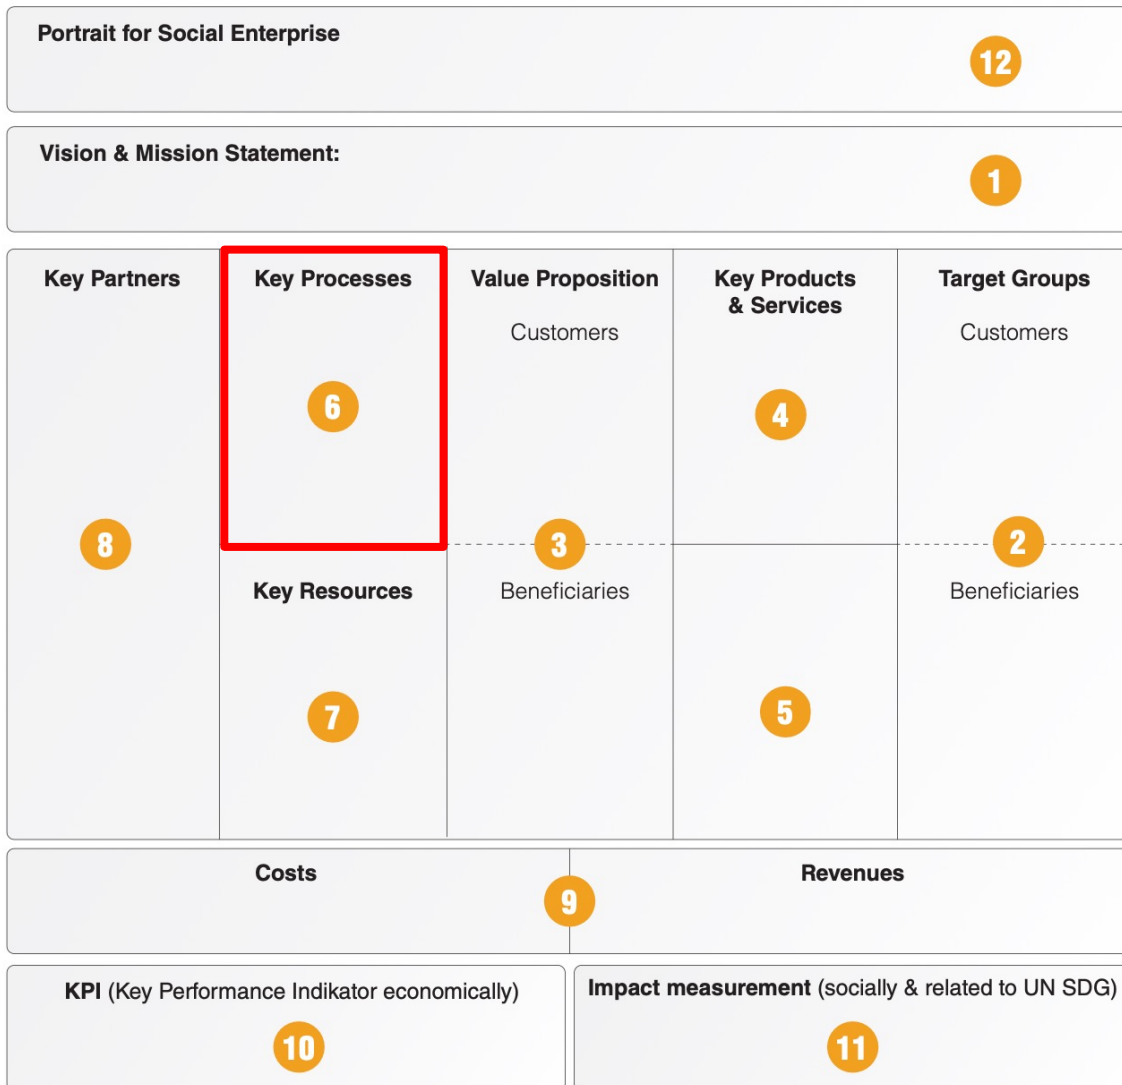 Portrait for Social Enterprise
12
Vision & Mission Statement:
1
Key Partners
8
Key Processes
6
Key Resources
7
Value Proposition
Customers
3
Beneficiaries
Key Products
& Services
4
5
Target Groups
Customers
2
Beneficiaries
Costs
9
Revenues
KPI (Key Performance Indikator economically)
10
Impact measurement (socially & related to UN SDG)
11